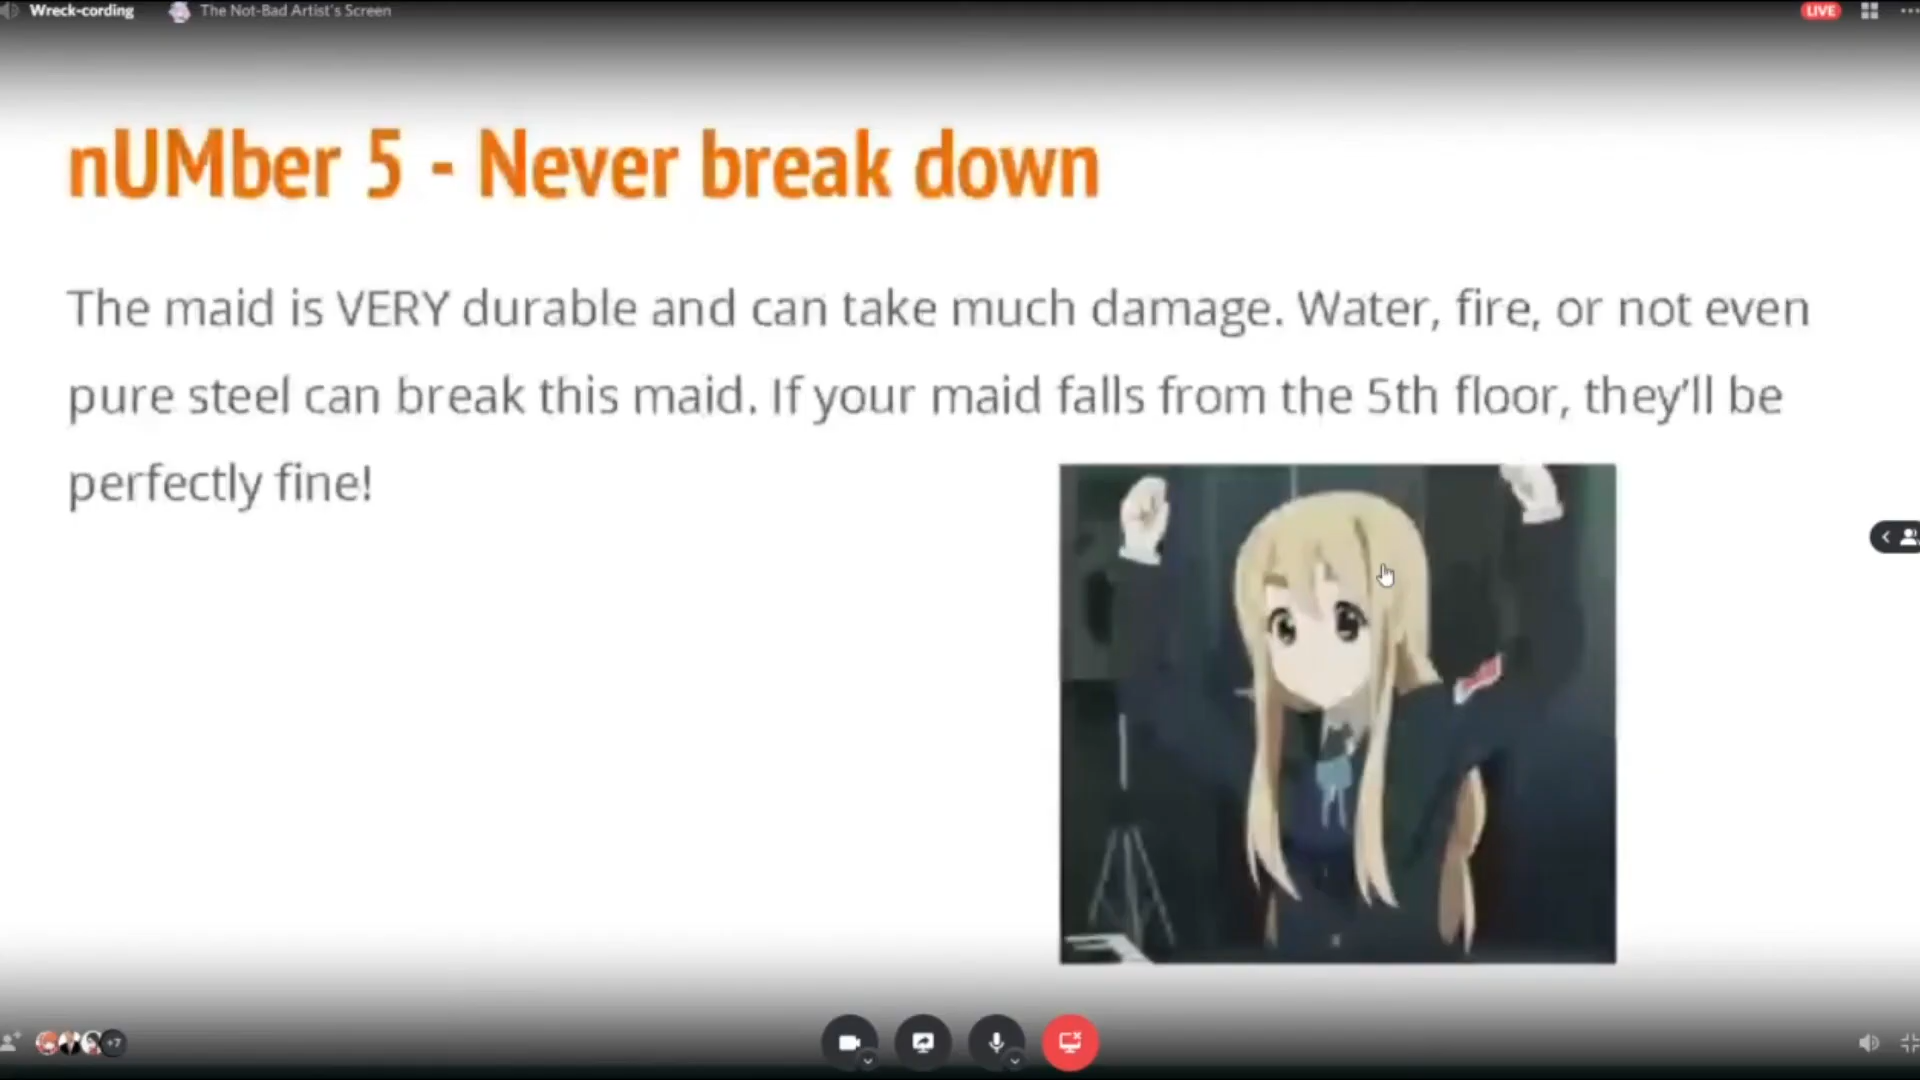 Wreck-cording
The Not-Bad Artist's Screen
LIVE
nUMber 5 - Never break down
The maid is VERY durable and can take much damage. Water, fire, or not even
pure steel can break this maid. If your maid falls from the 5th floor, they'll be
perfectly fine!
+7